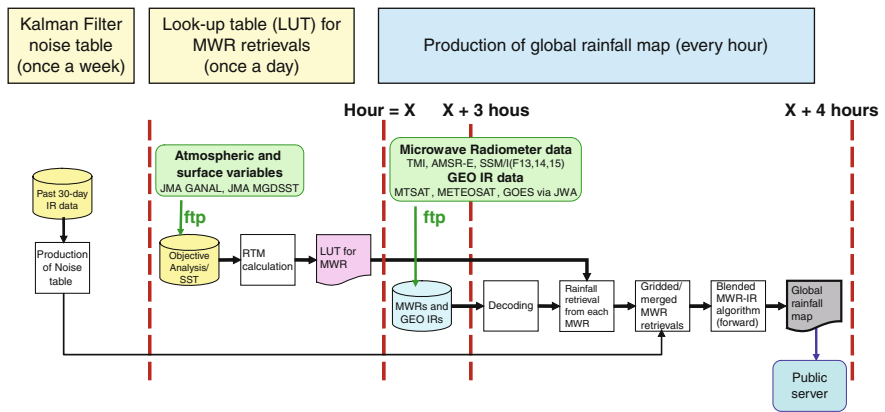 Kalman Filter
noise table
(once a week)
Look-up table (LUT) for
MWR retrievals
(once a day)
Production of global rainfall map (every hour)
Hour = X
X + 3 hous
X + 4 hours
Atmospheric and
surface variables
JMA GANAL, JMA MGDSST
Microwave Radiometer data
TMI, AMSR-E, SSM/I(F13,14,15)
GEO IR data
MTSAT, METEOSAT, GOES via JWA
Past 30-day
IR data
ftp
ftp
Production
of Noise
table
Objective
Analysis/
SST
RTM
calculation
LUT for
MWR
MWRs and
GEO IRs
Decoding
Rainfall
retrieval
from each
MWR
Gridded/
merged
MWR
retrievals
Blended
MWR-IR
algorithm
(forward)
Global
rainfall
map
Public
server